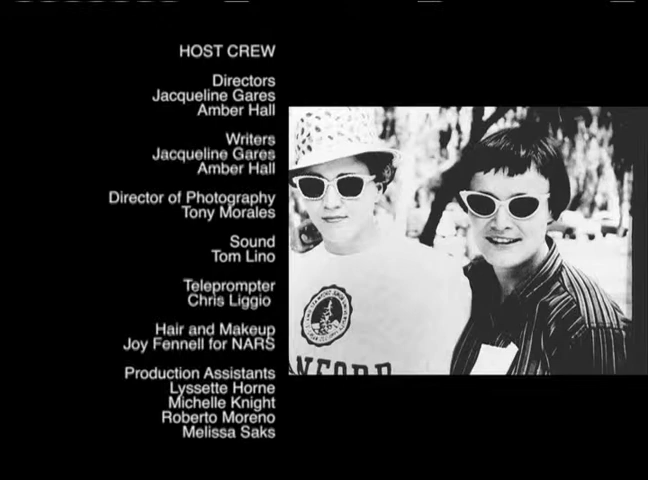 HOST CREW
Directors
Jacqueline Gares
Amber Hall
Writers
Jacqueline Gares
Amber Hall
Director of Photography
Tony Morales
Sound
Tom Lino
Teleprompter
Chris Liggio
Hair and Makeup
Joy Fennell for NARS
Production Assistants
Lyssette Horne
Michelle Knight
Roberto Moreno
Melissa Saks